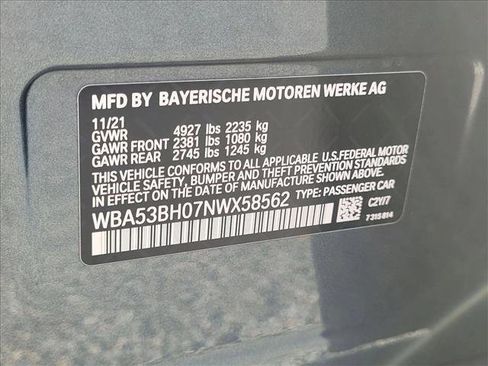 MFD BY BAYERISCHE MOTOREN WERKE AG
11/21
GVWR 4927 lbs 2235 kg
GAWR FRONT 2381 lbs 1080 kg
GAWR REAR 2745 lbs 1245 kg
THIS VEHICLE CONFORMS TO ALL APPLICABLE U.S.FEDERAL MOTOR
VEHICLE SAFETY, BUMPER, AND THEFT PREVENTION STANDARDS IN
EFFECT ON THE DATE OF MANUFACTURE SHOWN ABOVE.
WBA53BH07NWX58562 TYPE: PASSENGER CAR
C2Y/7
7315814